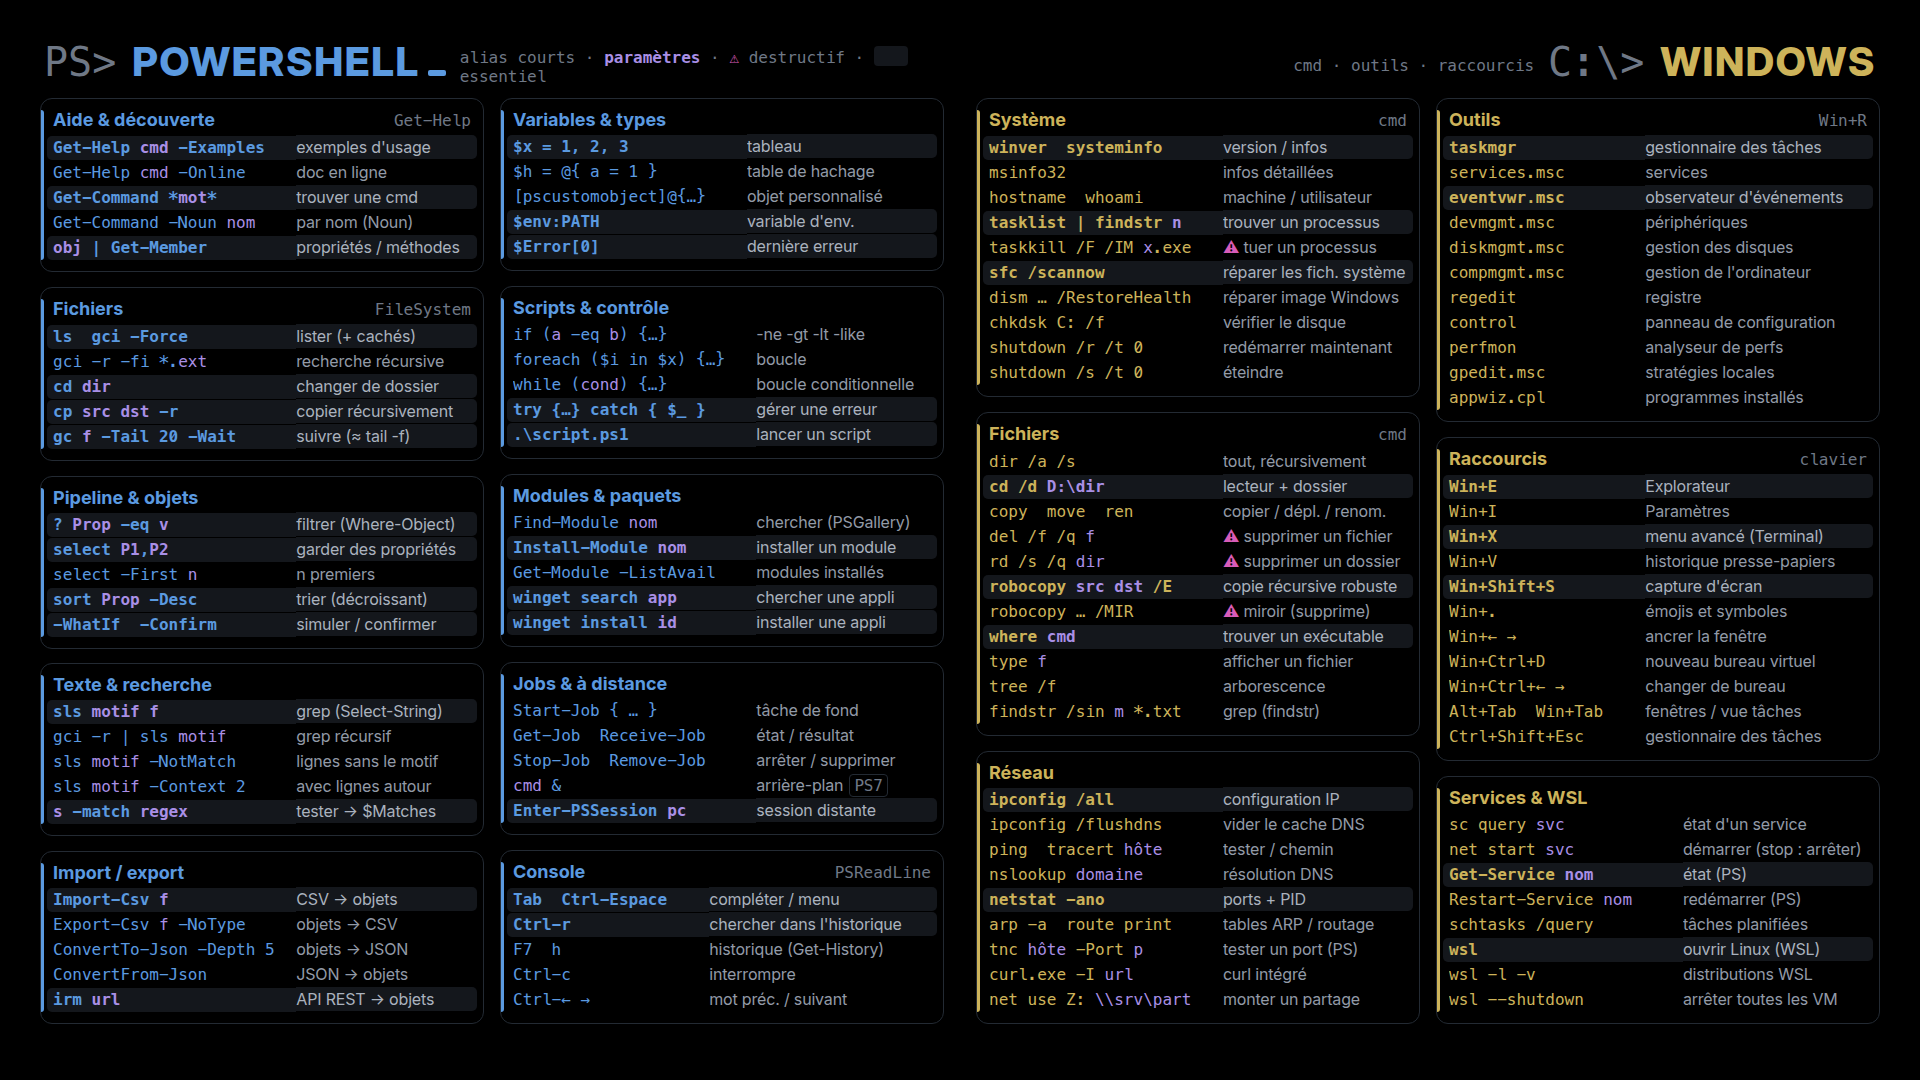 PS> POWERSHELL_
alias courts · paramètres · ⚠ destructif ·
essentiel
Aide & découverte Get-Help
Get-Help cmd -Examples exemples d'usage
Get-Help cmd -Online doc en ligne
Get-Command *mot* trouver une cmd
Get-Command -Noun nom par nom (Noun)
obj | Get-Member propriétés / méthodes
Fichiers FileSystem
ls gci -Force lister (+ cachés)
gci -r -fi *.ext recherche récursive
cd dir changer de dossier
cp src dst -r copier récursivement
gc f -Tail 20 -Wait suivre (≈ tail -f)
Pipeline & objets
? Prop -eq v filtrer (Where-Object)
select P1,P2 garder des propriétés
select -First n n premiers
sort Prop -Desc trier (décroissant)
-WhatIf -Confirm simuler / confirmer
Texte & recherche
sls motif f grep (Select-String)
gci -r | sls motif grep récursif
sls motif -NotMatch lignes sans le motif
sls motif -Context 2 avec lignes autour
s -match regex tester → $Matches
Import / export
Import-Csv f CSV → objets
Export-Csv f -NoType objets → CSV
ConvertTo-Json -Depth 5 objets → JSON
ConvertFrom-Json JSON → objets
irm url API REST → objets
Variables & types
$x = 1, 2, 3 tableau
$h = @{ a = 1 } table de hachage
[pscustomobject]@{…} objet personnalisé
$env:PATH variable d'env.
$Error[0] dernière erreur
Scripts & contrôle
if (a -eq b) {…} -ne -gt -lt -like
foreach ($i in $x) {…} boucle
while (cond) {…} boucle conditionnelle
try {…} catch { $_ } gérer une erreur
.\script.ps1 lancer un script
Modules & paquets
Find-Module nom chercher (PSGallery)
Install-Module nom installer un module
Get-Module -ListAvail modules installés
winget search app chercher une appli
winget install id installer une appli
Jobs & à distance
Start-Job { … } tâche de fond
Get-Job Receive-Job état / résultat
Stop-Job Remove-Job arrêter / supprimer
cmd & arrière-plan PS7
Enter-PSSession pc session distante
Console PSReadLine
Tab Ctrl-Espace compléter / menu
Ctrl-r chercher dans l'historique
F7 h historique (Get-History)
Ctrl-c interrompre
Ctrl-← → mot préc. / suivant
cmd · outils · raccourcis C:\> WINDOWS
Système cmd
winver systeminfo version / infos
msinfo32 infos détaillées
hostname whoami machine / utilisateur
tasklist | findstr n trouver un processus
taskkill /F /IM x.exe ⚠ tuer un processus
sfc /scannow réparer les fich. système
dism … /RestoreHealth réparer image Windows
chkdsk C: /f vérifier le disque
shutdown /r /t 0 redémarrer maintenant
shutdown /s /t 0 éteindre
Fichiers cmd
dir /a /s tout, récursivement
cd /d D:\dir lecteur + dossier
copy move ren copier / dépl. / renom.
del /f /q f ⚠ supprimer un fichier
rd /s /q dir ⚠ supprimer un dossier
robocopy src dst /E copie récursive robuste
robocopy … /MIR ⚠ miroir (supprime)
where cmd trouver un exécutable
type f afficher un fichier
tree /f arborescence
findstr /sin m *.txt grep (findstr)
Réseau
ipconfig /all configuration IP
ipconfig /flushdns vider le cache DNS
ping tracert hôte tester / chemin
nslookup domaine résolution DNS
netstat -ano ports + PID
arp -a route print tables ARP / routage
tnc hôte -Port p tester un port (PS)
curl.exe -I url curl intégré
net use Z: \\srv\part monter un partage
Outils Win+R
taskmgr gestionnaire des tâches
services.msc services
eventvwr.msc observateur d'événements
devmgmt.msc périphériques
diskmgmt.msc gestion des disques
compmgmt.msc gestion de l'ordinateur
regedit registre
control panneau de configuration
perfmon analyseur de perfs
gpedit.msc stratégies locales
appwiz.cpl programmes installés
Raccourcis clavier
Win+E Explorateur
Win+I Paramètres
Win+X menu avancé (Terminal)
Win+V historique presse-papiers
Win+Shift+S capture d'écran
Win+. émojis et symboles
Win+← → ancrer la fenêtre
Win+Ctrl+D nouveau bureau virtuel
Win+Ctrl+← → changer de bureau
Alt+Tab Win+Tab fenêtres / vue tâches
Ctrl+Shift+Esc gestionnaire des tâches
Services & WSL
sc query svc état d'un service
net start svc démarrer (stop : arrêter)
Get-Service nom état (PS)
Restart-Service nom redémarrer (PS)
schtasks /query tâches planifiées
wsl ouvrir Linux (WSL)
wsl -l -v distributions WSL
wsl --shutdown arrêter toutes les VM